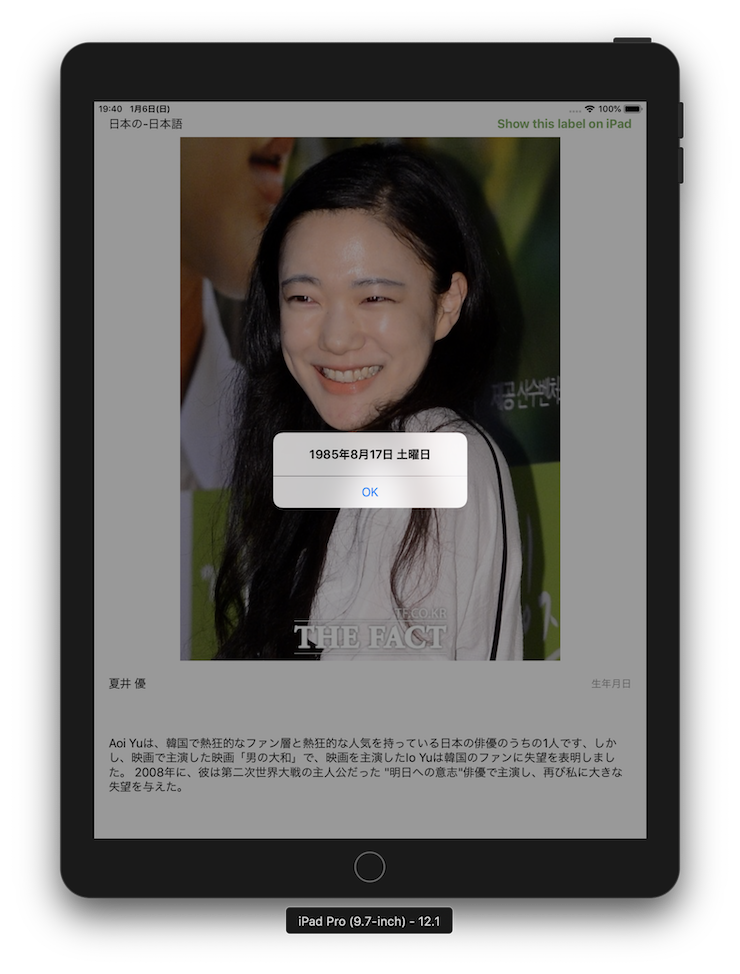 19:40 1月6日(日)
100%
日本の-日本語
Show this label on iPad
제공
TF.CO.KR
THE FACT
1985年8月17日 土曜日
OK
夏井 優
生年月日
Aoi Yuは、韓国で熱狂的なファン層と熱狂的な人気を持っている日本の俳優のうちの1人です、しか
し、映画で主演した映画「男の大和」で、映画を主演したIo Yuは韓国のファンに失望を表明しまし
た。 2008年に、彼は第二次世界大戦の主人公だった "明日への意志"俳優で主演し、再び私に大きな
失望を与えた。
iPad Pro (9.7-inch) - 12.1